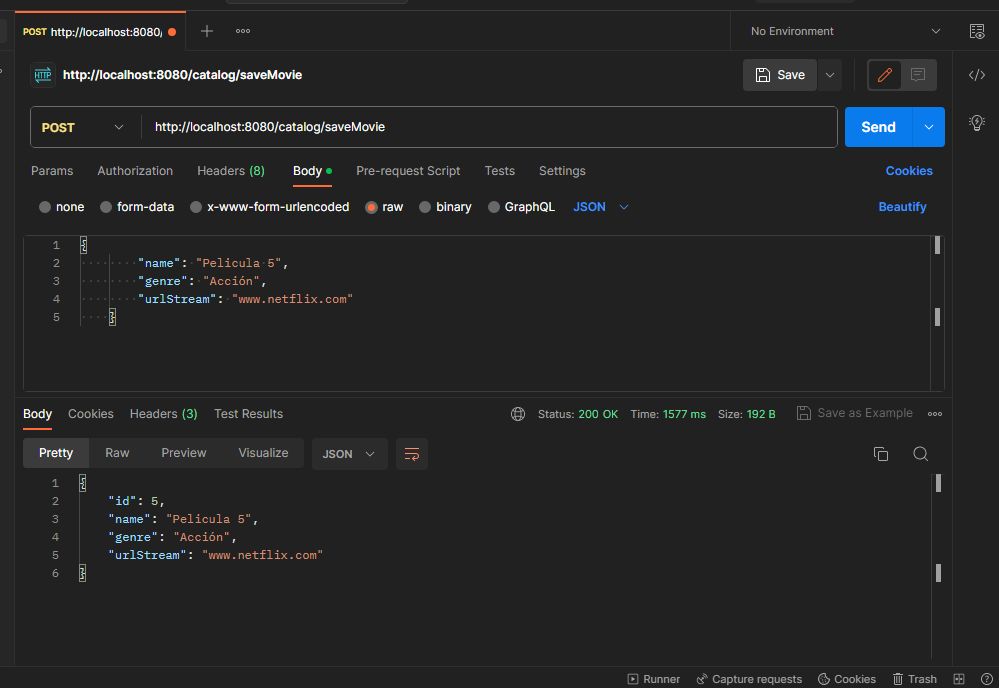 POST http://localhost:8080/
No Environment
HTTP http://localhost:8080/catalog/saveMovie
Save
POST http://localhost:8080/catalog/saveMovie
Send
Params Authorization Headers (8) Body Pre-request Script Tests Settings Cookies
none form-data x-www-form-urlencoded raw binary GraphQL JSON Beautify
1 {
2 "name": "Pelicula 5",
3 "genre": "Acción",
4 "urlStream": "www.netflix.com"
5 }
Body Cookies Headers (3) Test Results Status: 200 OK Time: 1577 ms Size: 192 B Save as Example
Pretty Raw Preview Visualize JSON
1 {
2 "id": 5,
3 "name": "Pelicula 5",
4 "genre": "Acción",
5 "urlStream": "www.netflix.com"
6 }
Runner Capture requests Cookies Trash